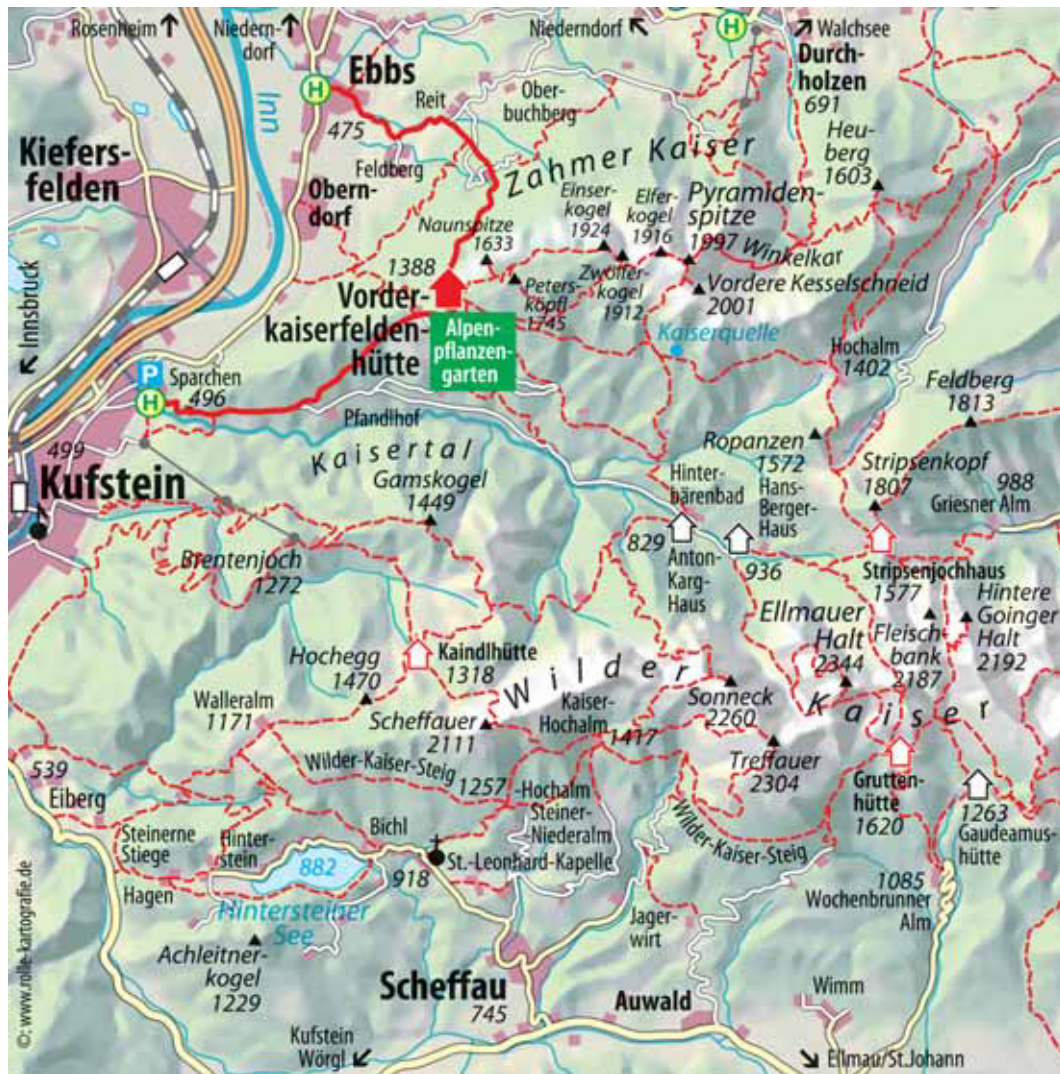 Rosenheim
Niedern-
dorf
Niederndorf
H
Walchsee
Durch-
holzen
691
Ebbs
H
475
Reit
Ober-
buchberg
Feldberg
Inn
Kiefers-
felden
Obern-
dorf
Zahmer Kaiser
Heu-
berg
1603
Naunspitze
1633
Einser-
kogel
1924
Elfer-
kogel
1916
Pyramiden-
spitze
1997
Winkelkar
1388
Vorder-
kaiserfelden-
hütte
Peters-
köpfl
1745
Zwölfer-
kogel
1912
Vordere Kesselschneid
2001
Alpen-
pflanzen-
garten
Kaiserquelle
Innsbruck
Hochalm
1402
P
H
Sparchen
496
Feldberg
1813
Pfandlhof
499
Kufstein
Kaisertal
Gamskogel
1449
Ropanzen
1572
Stripsenkopf
1807
988
Griesner Alm
Hinter-
bärenbad
Hans-
Berger-
Haus
829
Anton-
Karg-
Haus
936
Brentenjoch
1272
Stripsenjochhaus
1577
Hintere
Goinger
Halt
2192
Ellmauer
Halt
2344
Fleisch-
bank
2187
Kaindlhütte
1318
Hochegg
1470
Wilder
Kaiser
Walleralm
1171
Scheffauer
2111
Kaiser-
Hochalm
1417
Sonneck
2260
Treffauer
2304
Wilder-Kaiser-Steig
1257
539
Eiberg
Gruttenhütte
1620
1263
Gaudeamus-
hütte
-Hochalm
Steiner-
Niederalm
Steinerne
Stiege
Hinter-
stein
Bichl
St.-Leonhard-Kapelle
Wilder-Kaiser-Steig
Hagen
882
918
Hintersteiner
See
1085
Wochenbrunner
Alm
Jager-
wirt
Achleitner-
kogel
1229
Scheffau
745
Auwald
Wimm
Kufstein
Wörgl
Ellmau/St.Johann
©: www.rolle-kartografie.de